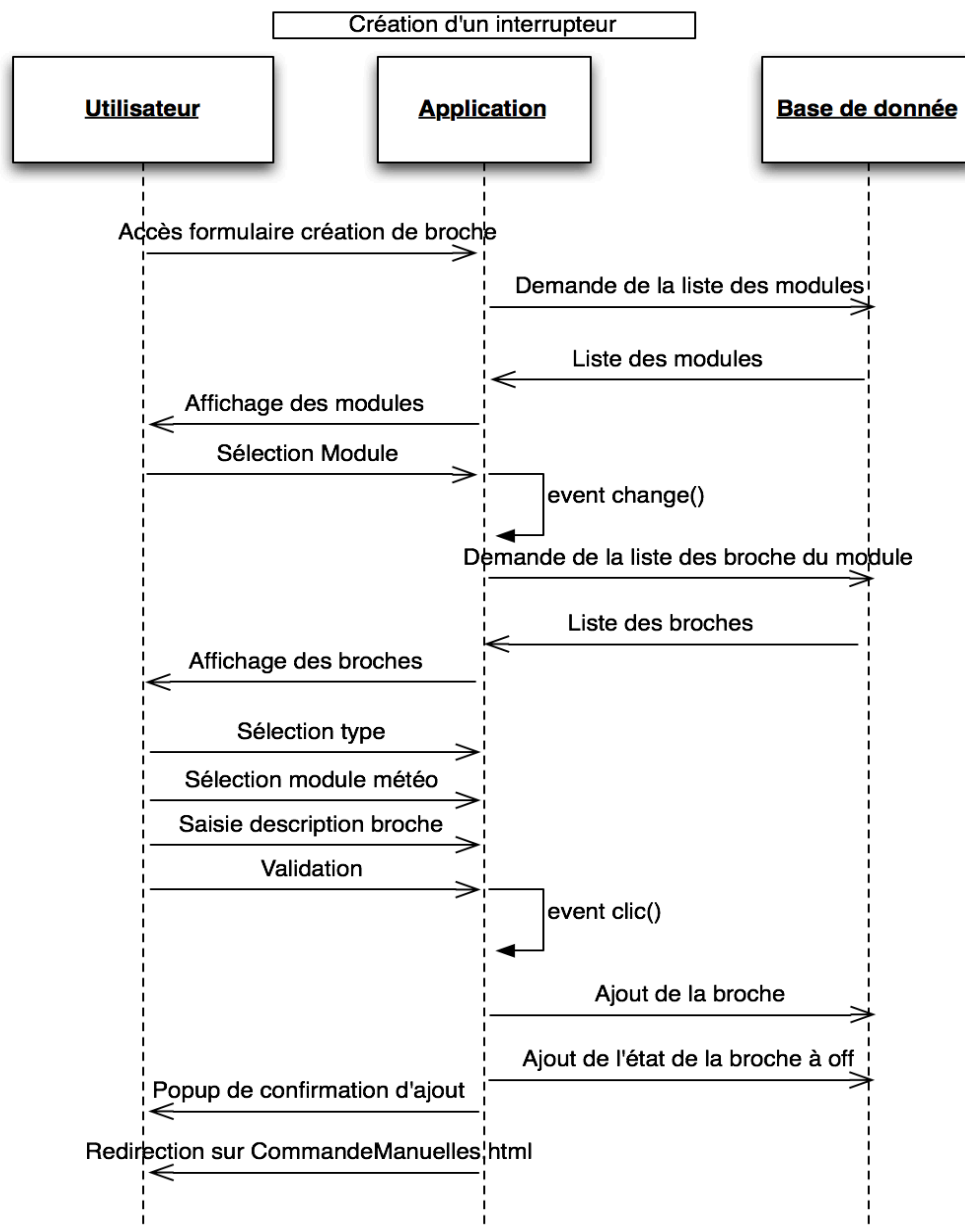 Création d'un interrupteur
Utilisateur
Application
Base de donnée
Accès formulaire création de broche
Demande de la liste des modules
Liste des modules
Affichage des modules
Sélection Module
event change()
Demande de la liste des broche du module
Liste des broches
Affichage des broches
Sélection type
Sélection module météo
Saisie description broche
Validation
event clic()
Ajout de la broche
Ajout de l'état de la broche à off
Popup de confirmation d'ajout
Redirection sur CommandeManuelles.html